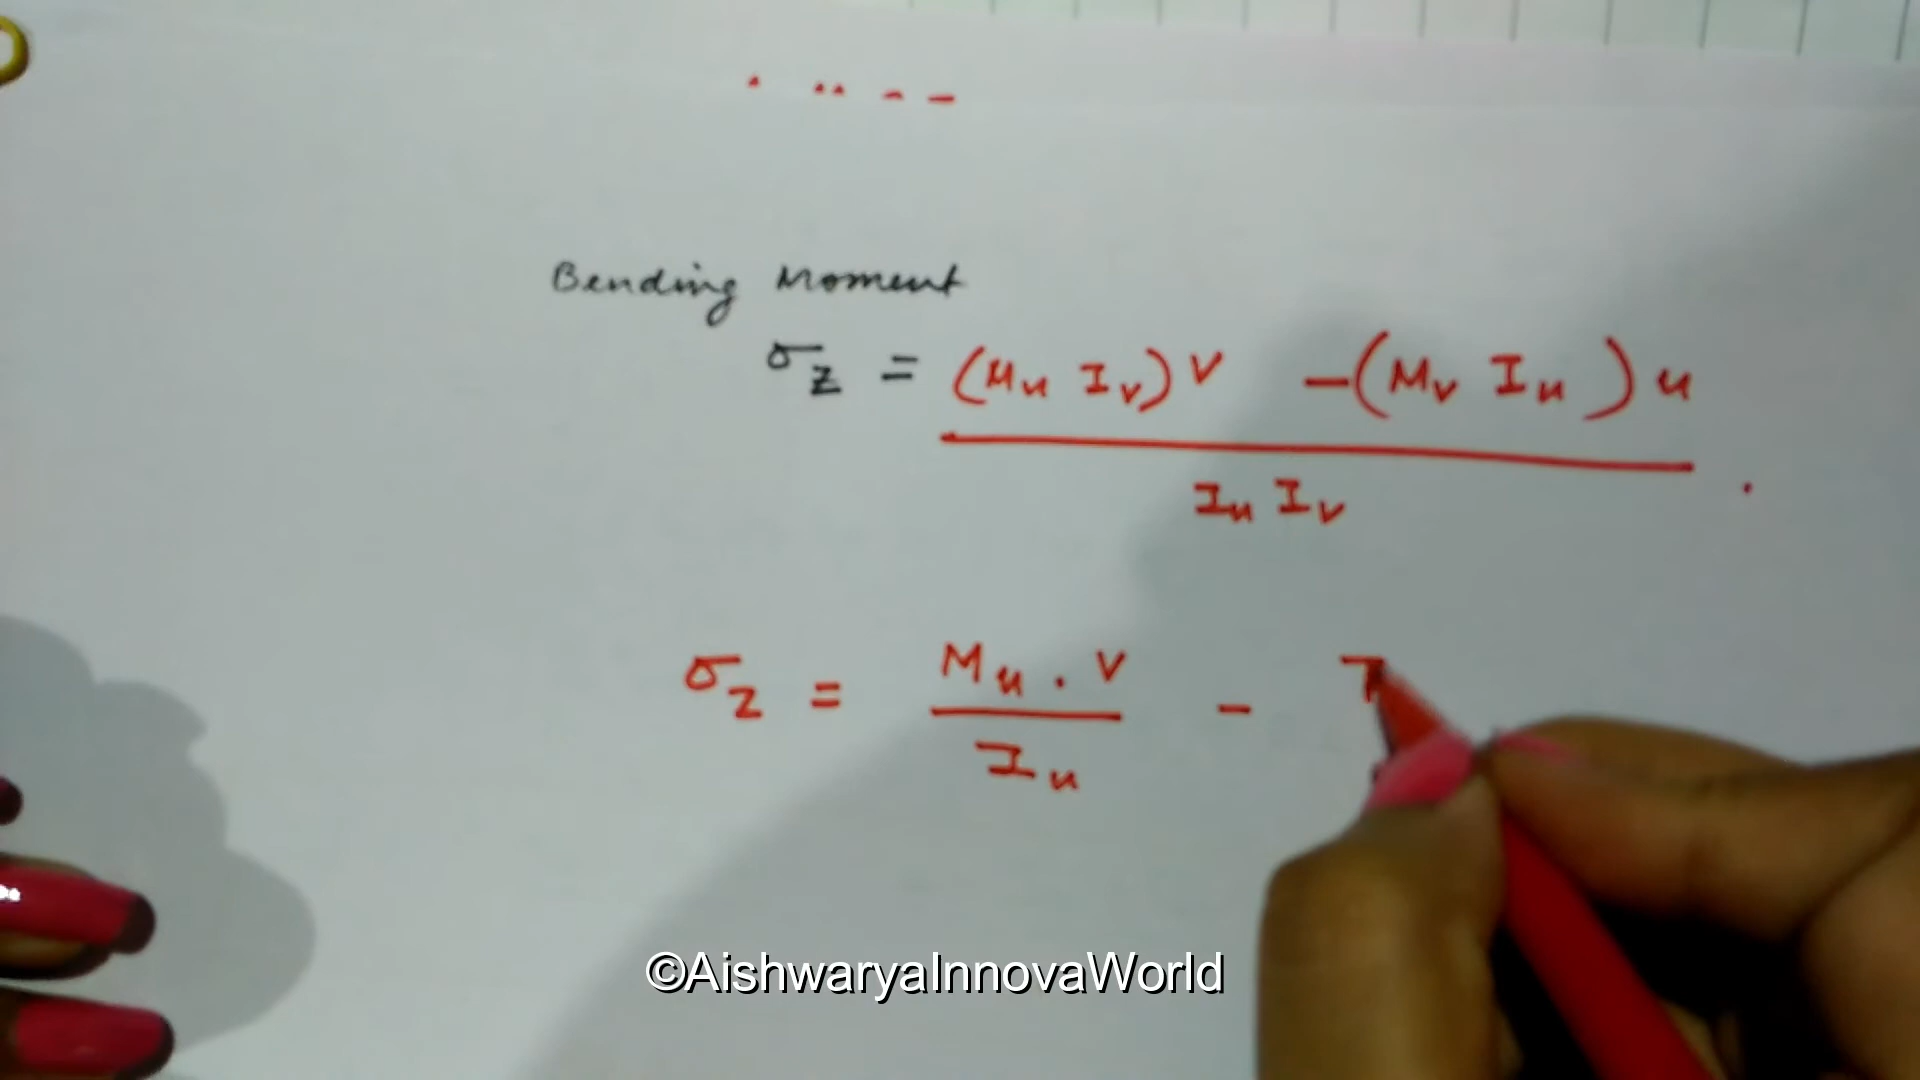 Bending Moment
σz = (Mu Iv) v - (Mv Iu) u
Iu Iv
σz = Mu . v -
Iu
©AishwaryaInnovaWorld